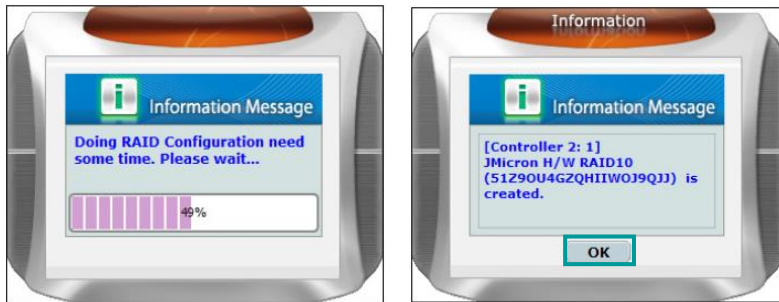 Information Message
Doing RAID Configuration need
some time. Please wait...
49%
Information
Information Message
[Controller 2: 1]
JMicron H/W RAID10
(51Z9OU4GZQHIIWOJ9QJJ) is
created.
OK